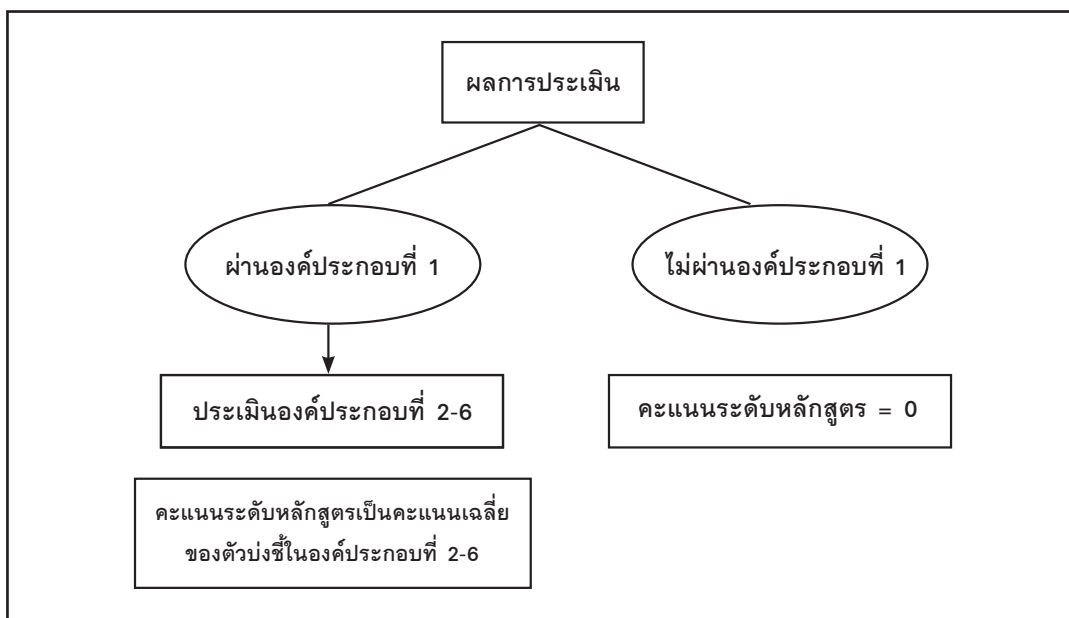 ผลการประเมิน
ผ่านองค์ประกอบที่ 1
ไม่ผ่านองค์ประกอบที่ 1
ประเมินองค์ประกอบที่ 2-6
คะแนนระดับหลักสูตร = 0
คะแนนระดับหลักสูตรเป็นคะแนนเฉลี่ย
ของตัวบ่งชี้ในองค์ประกอบที่ 2-6